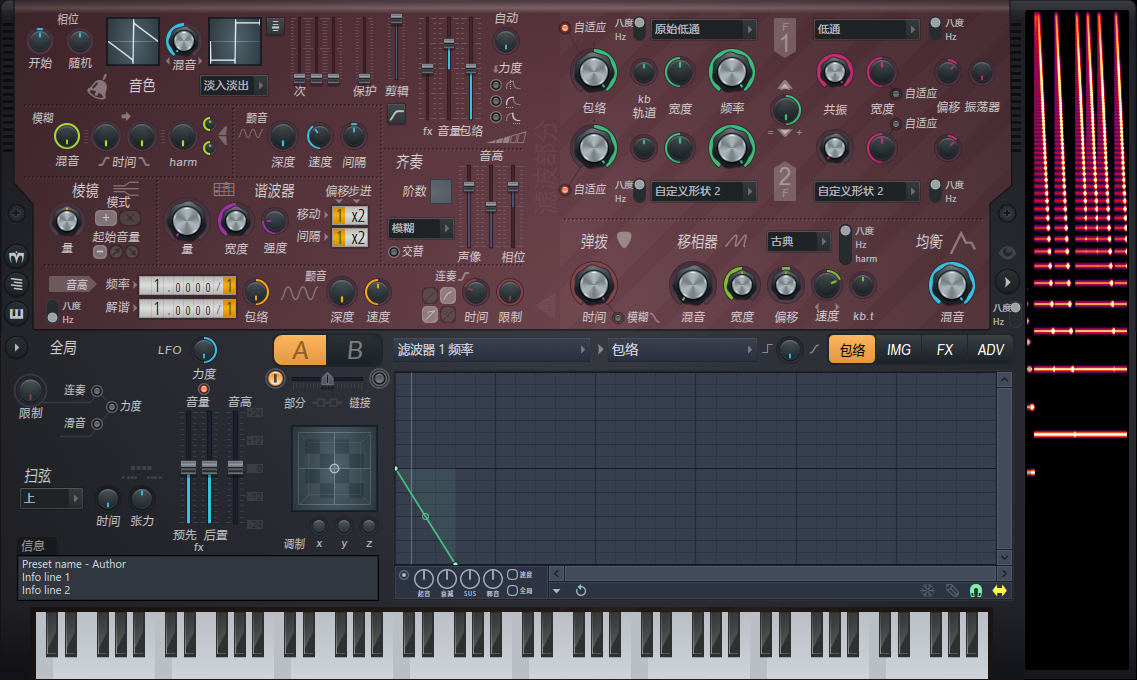 相位
开始
随机
混音
音色
淡入淡出
次
保护
剪辑
fx
音量
包络
自动
力度
模糊
混音
时间
harm
颤音
深度
速度
间隔
棱镜
模式
量
起始音量
谐波器
量
宽度
强度
偏移步进
移动
1 x2
间隔
1 x2
齐奏
阶数
模糊
交替
音高
声像
相位
音高
频率
1.0000/1
解谐
1.0000/1
八度
Hz
包络
颤音
深度
速度
连奏
时间
限制
自适应
八度
Hz
原始低通
F
1
低通
八度
Hz
包络
kb
轨道
宽度
频率
共振
宽度
自适应
偏移
振荡器
自适应
= +
滤波部分
自适应
八度
Hz
自定义形状 2
2
F
自定义形状 2
八度
Hz
弹拨
时间
模糊
移相器
古典
八度
Hz
harm
混音
宽度
偏移
速度
kb.t
均衡
混音
八度
Hz
全局
LFO
力度
限制
连奏
滑音
力度
音量
音高
+24
+12
0
-12
-24
扫弦
上
时间
张力
预先
后置
fx
A
B
部分
链接
调制
x
y
z
滤波器 1 频率
包络
包络
IMG
FX
ADV
信息
Preset name - Author
Info line 1
Info line 2
起音
衰减
SUS
释音
速度
全局